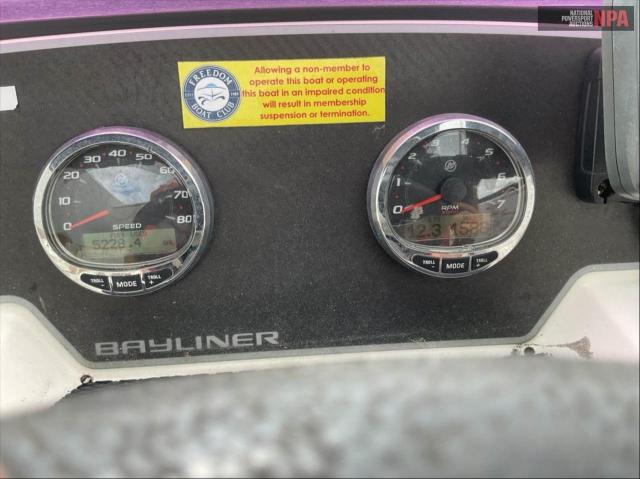 NATIONAL
POWERSPORT
AUCTIONS
NPA
FREEDOM
BOAT CLUB
Allowing a non-member to
operate this boat or operating
this boat in an impaired condition
will result in membership
suspension or termination.
0 10 20 30 40 50 60 70 80
SPEED
5228.4
TROLL
-
MODE
TROLL
+
0 1 2 3 4 5 6 7
RPM
12.3
TROLL
-
MODE
TROLL
+
BAYLINER